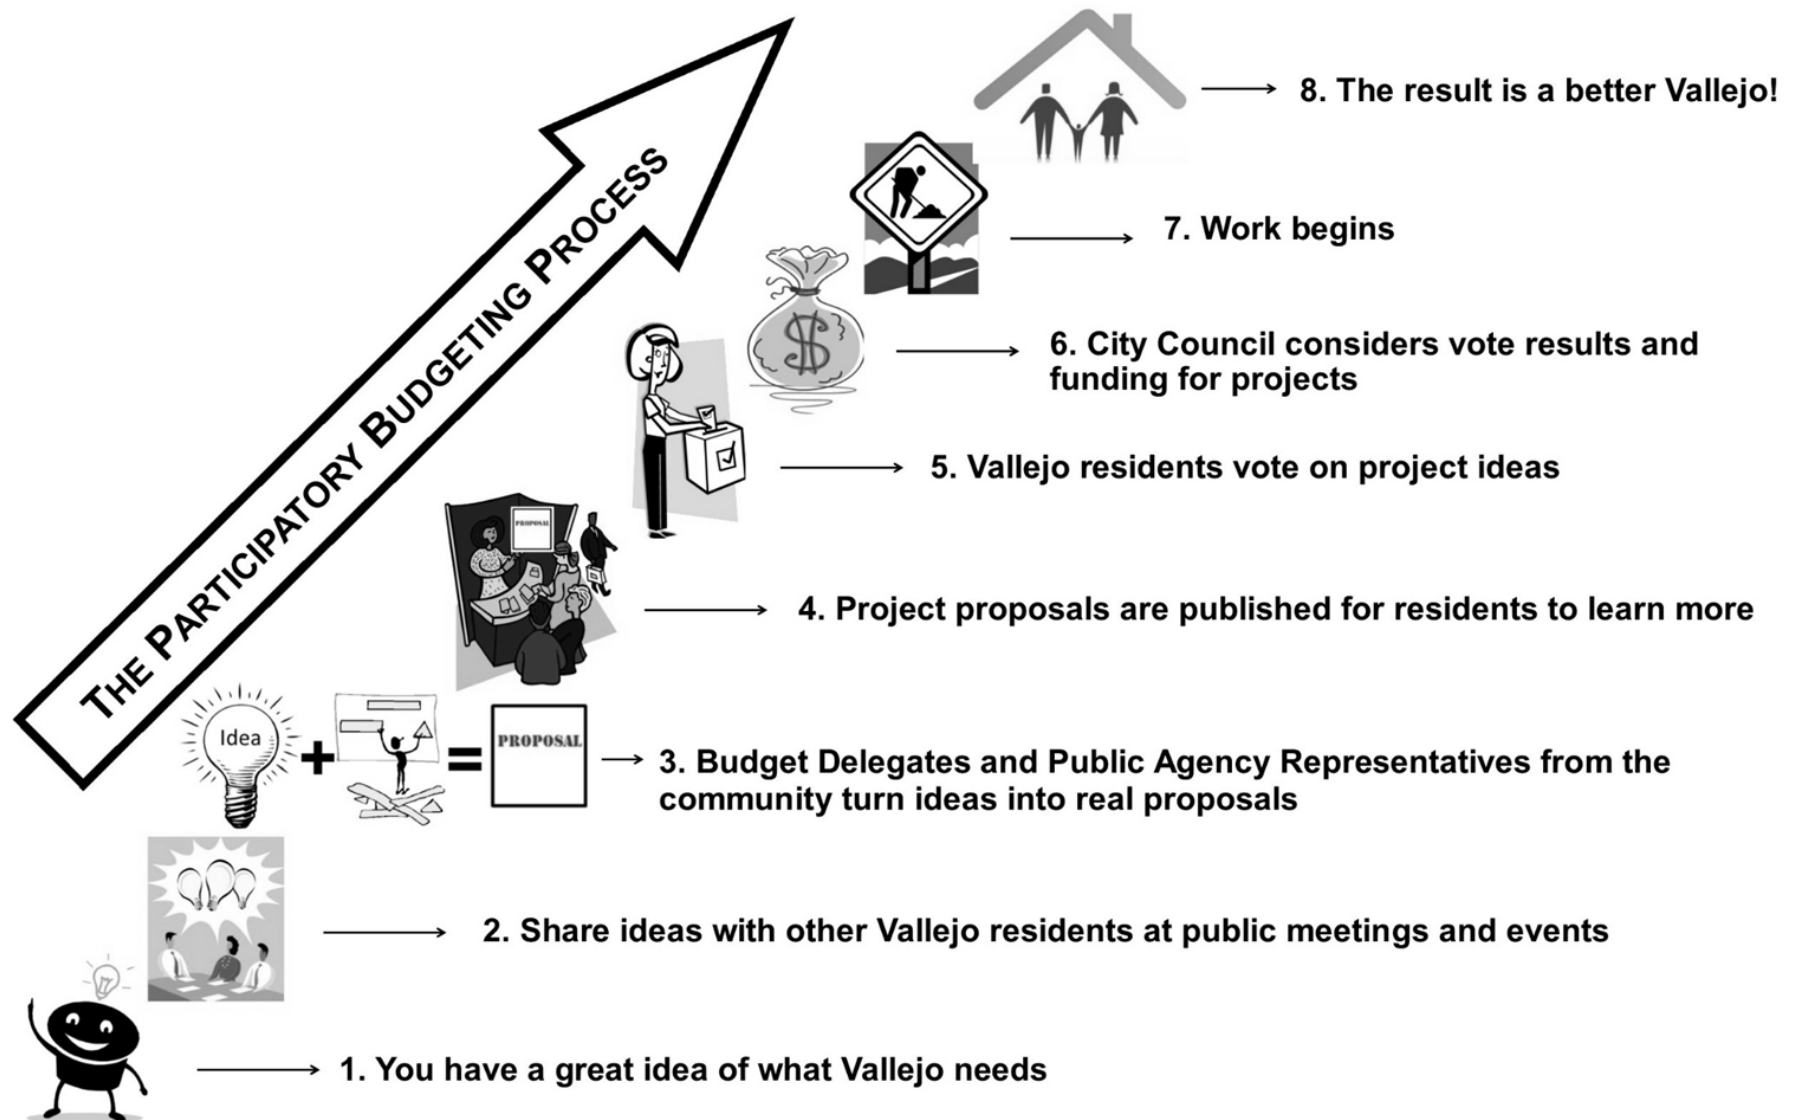 THE PARTICIPATORY BUDGETING PROCESS
8. The result is a better Vallejo!
7. Work begins
$
6. City Council considers vote results and
funding for projects
5. Vallejo residents vote on project ideas
PROPOSAL
4. Project proposals are published for residents to learn more
Idea
+
=
PROPOSAL
3. Budget Delegates and Public Agency Representatives from the
community turn ideas into real proposals
2. Share ideas with other Vallejo residents at public meetings and events
1. You have a great idea of what Vallejo needs